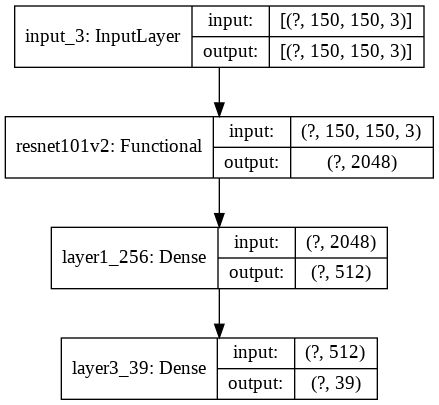 input_3: InputLayer
input: [(?, 150, 150, 3)]
output: [(?, 150, 150, 3)]
resnet101v2: Functional
input: (?, 150, 150, 3)
output: (?, 2048)
layer1_256: Dense
input: (?, 2048)
output: (?, 512)
layer3_39: Dense
input: (?, 512)
output: (?, 39)